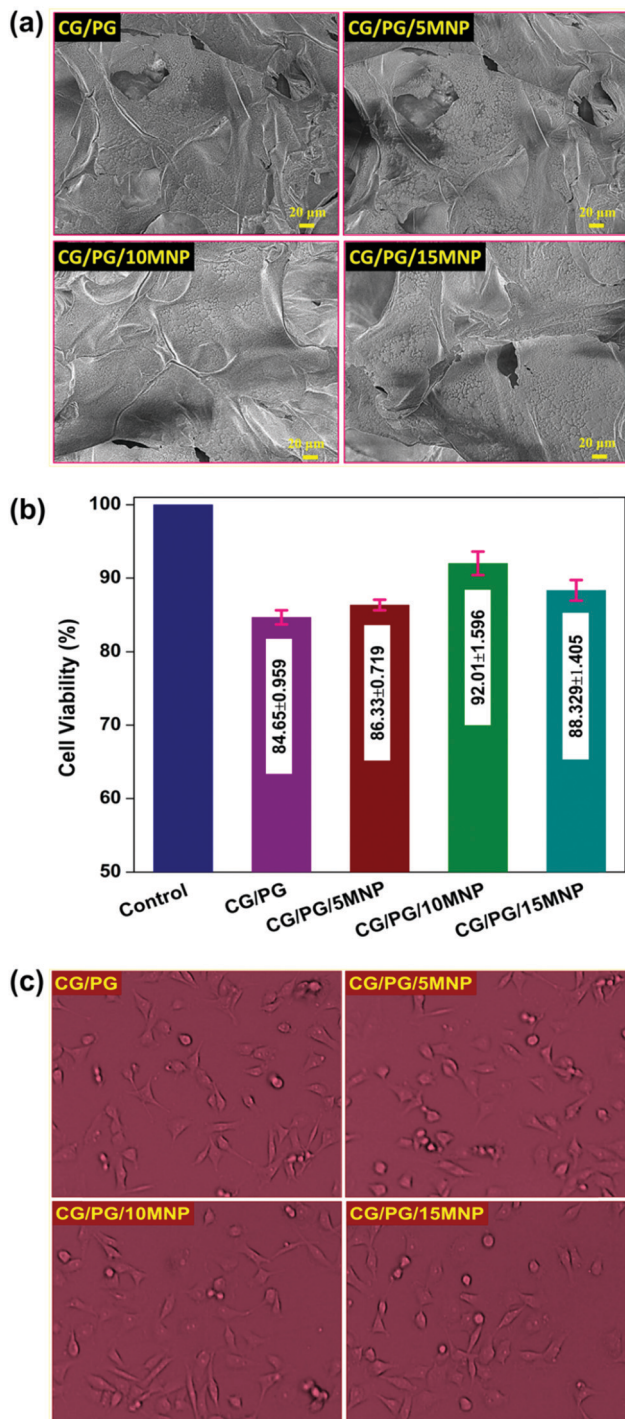 (a)
CG/PG
CG/PG/5MNP
20 μm
20 μm
CG/PG/10MNP
CG/PG/15MNP
20 μm
20 μm
(b)
100
90
80
70
60
50
Cell Viability (%)
84.65±0.959
86.33±0.719
92.01±1.596
88.329±1.405
Control
CG/PG
CG/PG/5MNP
CG/PG/10MNP
CG/PG/15MNP
(c)
CG/PG
CG/PG/5MNP
CG/PG/10MNP
CG/PG/15MNP